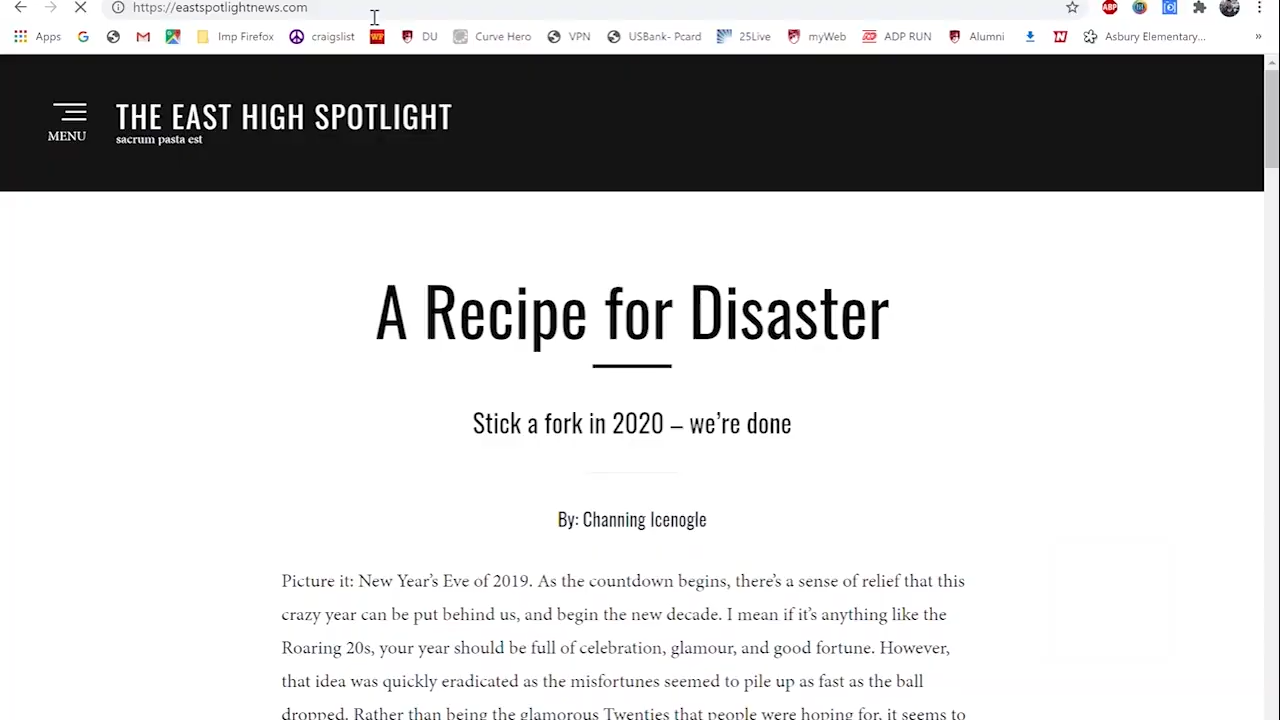 https://eastspotlightnews.com
Apps Imp Firefox craigslist WF DU Curve Hero VPN USBank- Pcard 25Live myWeb ADP RUN Alumni W Asbury Elementary... »
ABP
THE EAST HIGH SPOTLIGHT
MENU
sacrum pasta est
A Recipe for Disaster
Stick a fork in 2020 – we’re done
By: Channing Icenogle
Picture it: New Year’s Eve of 2019. As the countdown begins, there’s a sense of relief that this
crazy year can be put behind us, and begin the new decade. I mean if it’s anything like the
Roaring 20s, your year should be full of celebration, glamour, and good fortune. However,
that idea was quickly eradicated as the misfortunes seemed to pile up as fast as the ball
dropped. Rather than being the glamorous Twenties that people were hoping for, it seems to